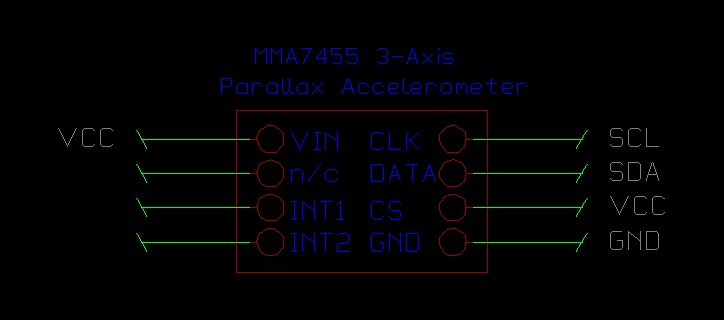 MMA7455 3-Axis
Parallax Accelerometer
VCC VIN CLK SCL
n/c DATA SDA
INT1 CS VCC
INT2 GND GND